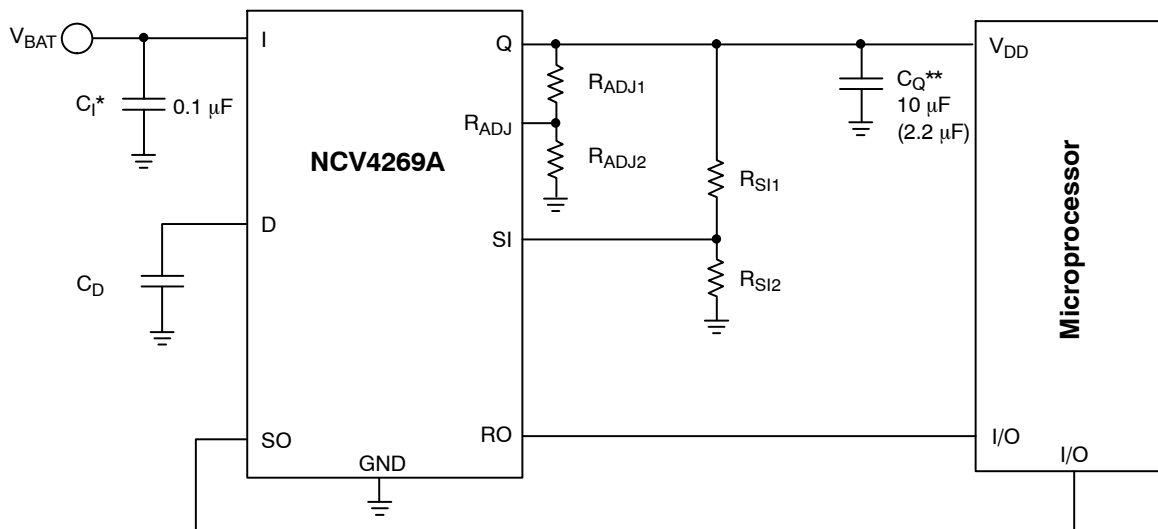 V_BAT
I
C_I*
0.1 μF
D
C_D
SO
NCV4269A
GND
Q
R_ADJ
SI
RO
R_ADJ1
R_ADJ2
R_SI1
R_SI2
C_Q**
10 μF
(2.2 μF)
V_DD
Microprocessor
I/O
I/O